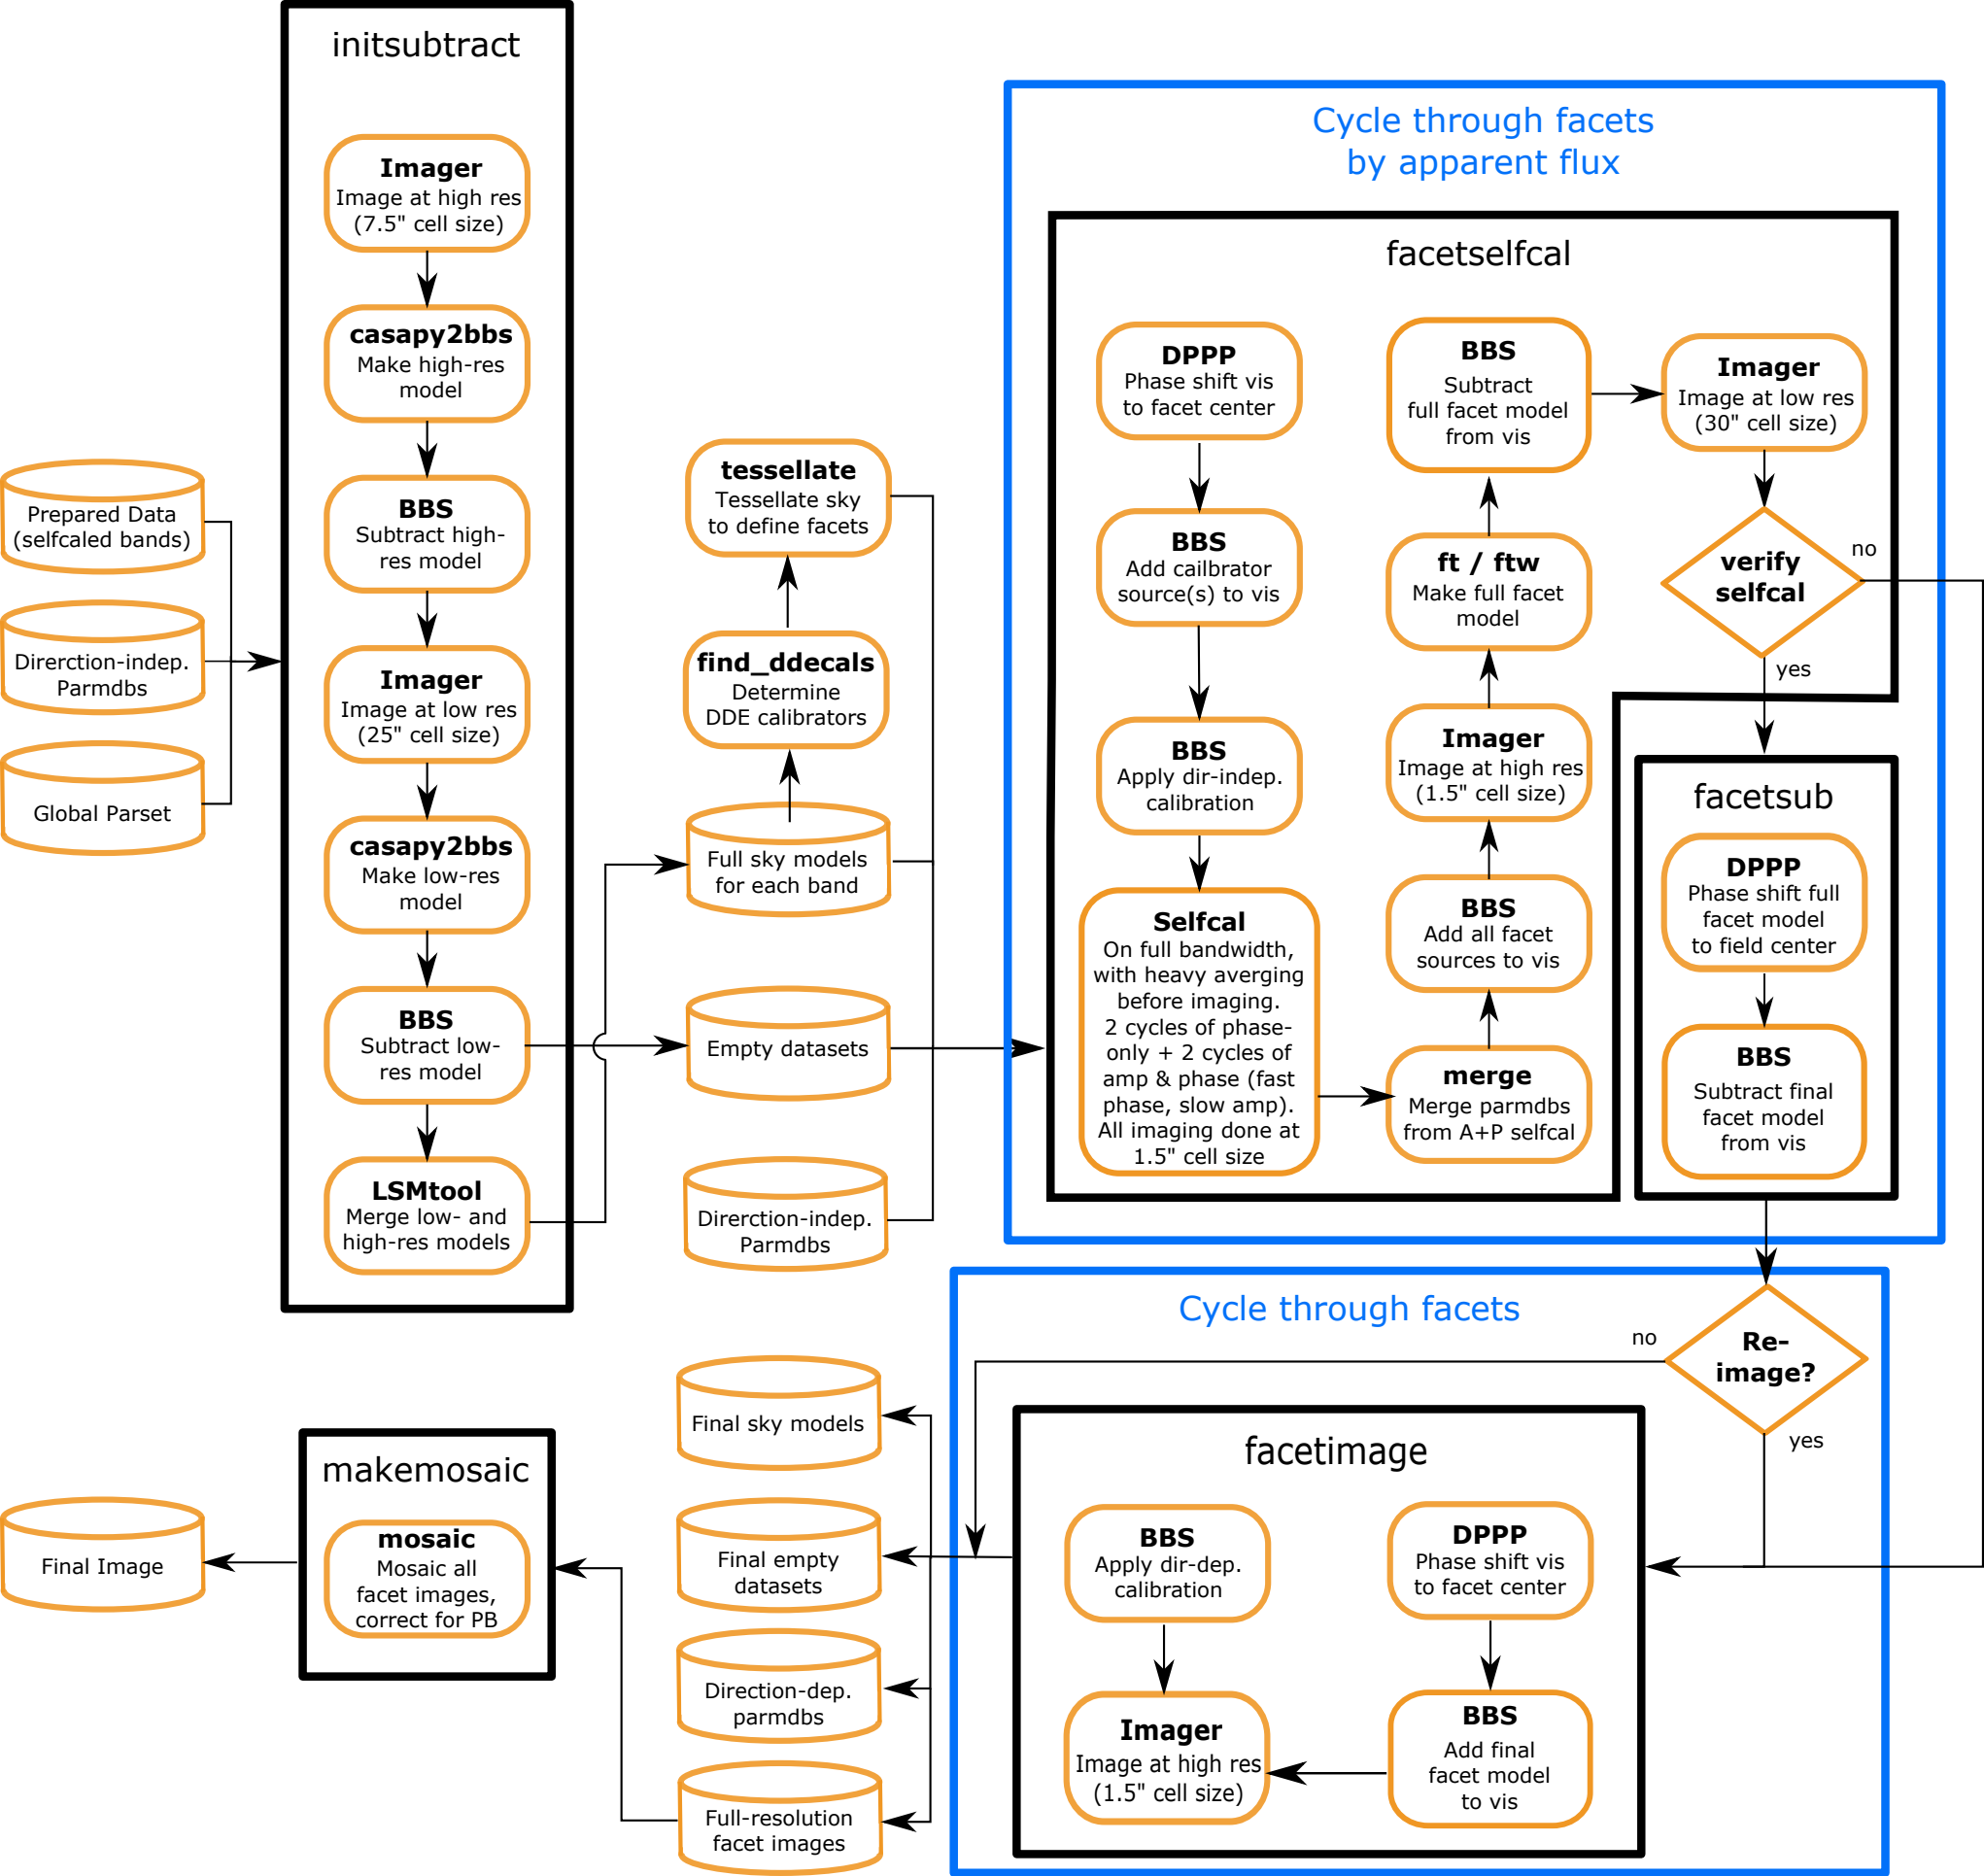 initsubtract
Imager
Image at high res
(7.5" cell size)
casapy2bbs
Make high-res
model
BBS
Subtract high-
res model
Imager
Image at low res
(25" cell size)
casapy2bbs
Make low-res
model
BBS
Subtract low-
res model
LSMtool
Merge low- and
high-res models
Prepared Data
(selfcaled bands)
Direrction-indep.
Parmdbs
Global Parset
tessellate
Tessellate sky
to define facets
find_ddecals
Determine
DDE calibrators
Full sky models
for each band
Empty datasets
Direrction-indep.
Parmdbs
Cycle through facets
by apparent flux
facetselfcal
DPPP
Phase shift vis
to facet center
BBS
Add cailbrator
source(s) to vis
BBS
Apply dir-indep.
calibration
Selfcal
On full bandwidth,
with heavy averging
before imaging.
2 cycles of phase-
only + 2 cycles of
amp & phase (fast
phase, slow amp).
All imaging done at
1.5" cell size
merge
Merge parmdbs
from A+P selfcal
BBS
Add all facet
sources to vis
Imager
Image at high res
(1.5" cell size)
ft / ftw
Make full facet
model
BBS
Subtract
full facet model
from vis
Imager
Image at low res
(30" cell size)
verify
selfcal
no
yes
facetsub
DPPP
Phase shift full
facet model
to field center
BBS
Subtract final
facet model
from vis
Cycle through facets
Re-
image?
no
yes
facetimage
DPPP
Phase shift vis
to facet center
BBS
Add final
facet model
to vis
BBS
Apply dir-dep.
calibration
Imager
Image at high res
(1.5" cell size)
Final sky models
Final empty
datasets
Direction-dep.
parmdbs
Full-resolution
facet images
makemosaic
mosaic
Mosaic all
facet images,
correct for PB
Final Image